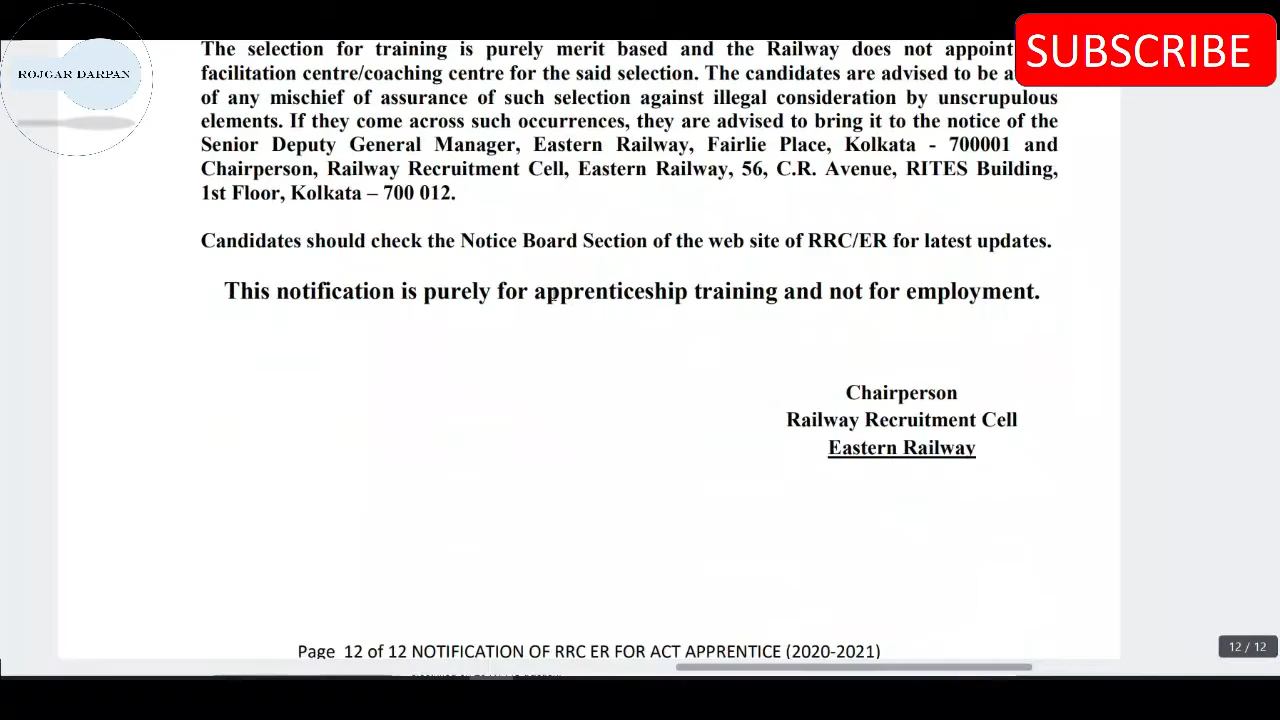 ROJGAR DARPAN
SUBSCRIBE
The selection for training is purely merit based and the Railway does not appoint
facilitation centre/coaching centre for the said selection. The candidates are advised to be
of any mischief of assurance of such selection against illegal consideration by unscrupulous
elements. If they come across such occurrences, they are advised to bring it to the notice of the
Senior Deputy General Manager, Eastern Railway, Fairlie Place, Kolkata - 700001 and
Chairperson, Railway Recruitment Cell, Eastern Railway, 56, C.R. Avenue, RITES Building,
1st Floor, Kolkata – 700 012.
Candidates should check the Notice Board Section of the web site of RRC/ER for latest updates.
This notification is purely for apprenticeship training and not for employment.
Chairperson
Railway Recruitment Cell
Eastern Railway
Page 12 of 12 NOTIFICATION OF RRC ER FOR ACT APPRENTICE (2020-2021)
12 / 12